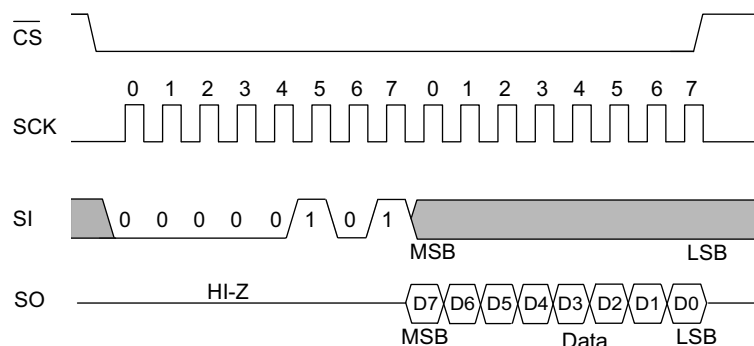 CS
0 1 2 3 4 5 6 7 0 1 2 3 4 5 6 7
SCK
SI 0 0 0 0 0 1 0 1
MSB LSB
HI-Z
SO D7 D6 D5 D4 D3 D2 D1 D0
MSB Data LSB